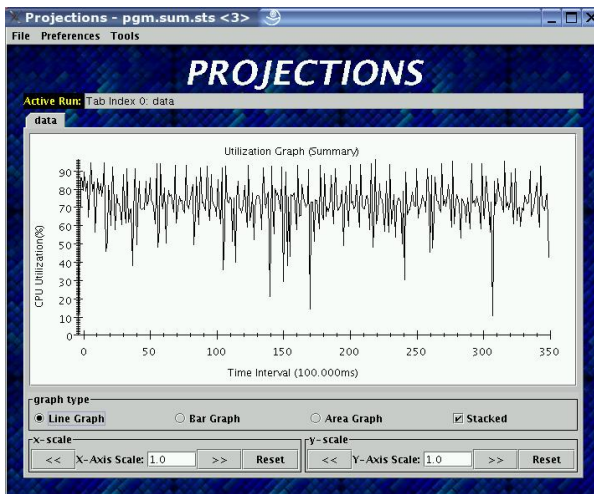 Projections - pgm.sum.sts <3>
File Preferences Tools
PROJECTIONS
Active Run: Tab Index 0: data
data
Utilization Graph (Summary)
90
80
70
60
50
40
30
20
10
0
CPU Utilization(%)
0 50 100 150 200 250 300 350
Time Interval (100.000ms)
graph type
Line Graph Bar Graph Area Graph Stacked
x-scale y-scale
<< X-Axis Scale: 1.0 >> Reset << Y-Axis Scale: 1.0 >> Reset